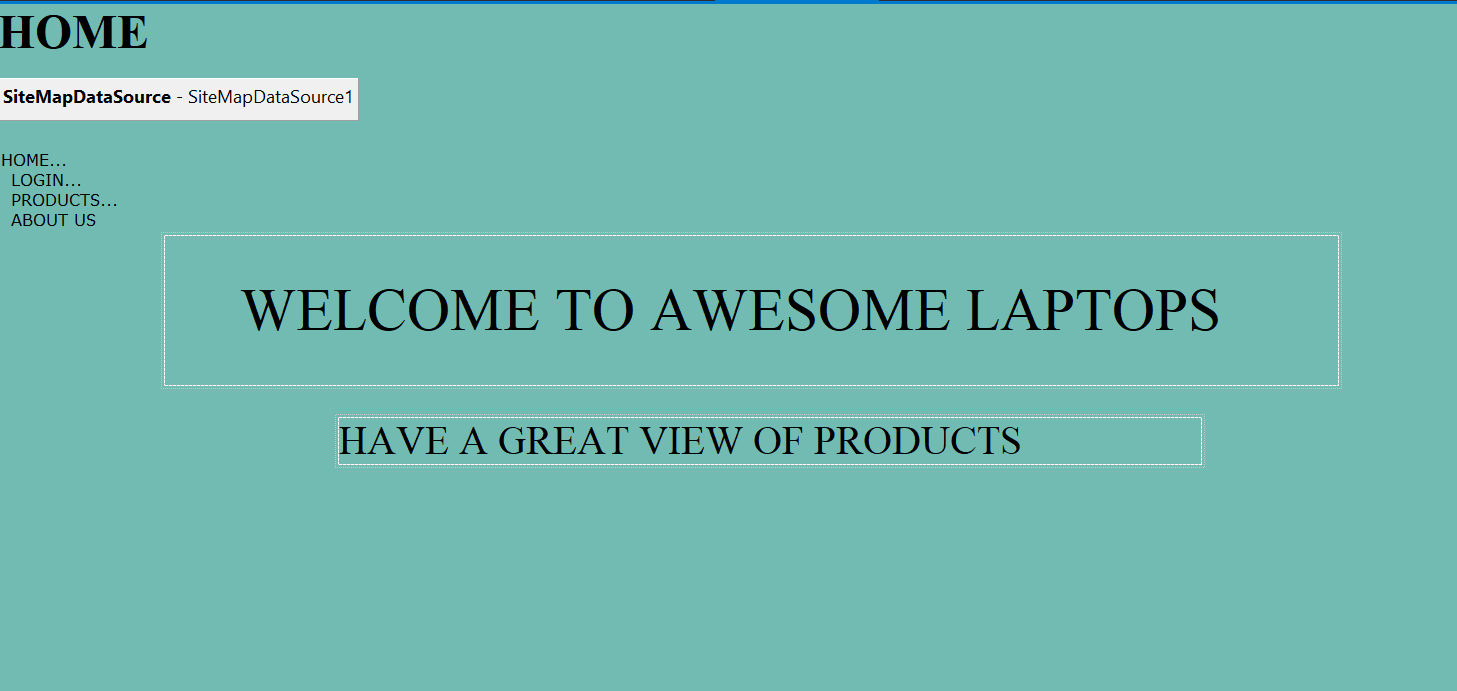 HOME
SiteMapDataSource - SiteMapDataSource1
HOME...
LOGIN...
PRODUCTS...
ABOUT US
WELCOME TO AWESOME LAPTOPS
HAVE A GREAT VIEW OF PRODUCTS